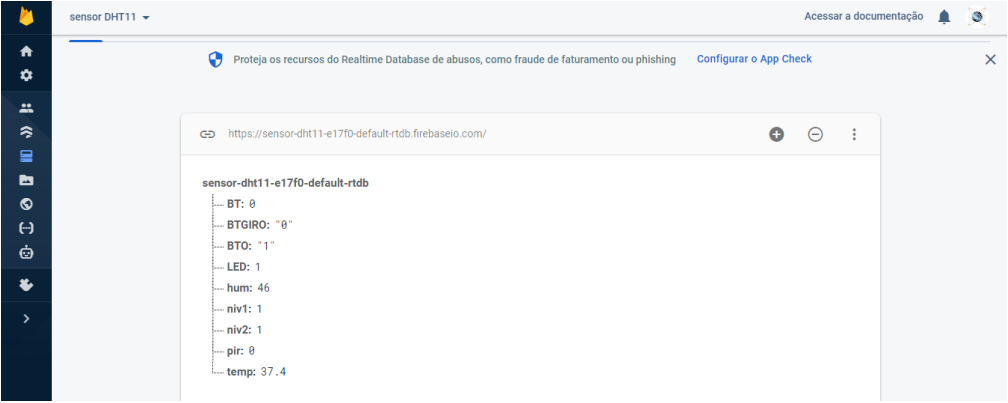 sensor DHT11
Acessar a documentação
Proteja os recursos do Realtime Database de abusos, como fraude de faturamento ou phishing
Configurar o App Check
https://sensor-dht11-e17f0-default-rtdb.firebaseio.com/
sensor-dht11-e17f0-default-rtdb
BT: 0
BTGIRO: "0"
BTO: "1"
LED: 1
hum: 46
niv1: 1
niv2: 1
pir: 0
temp: 37.4